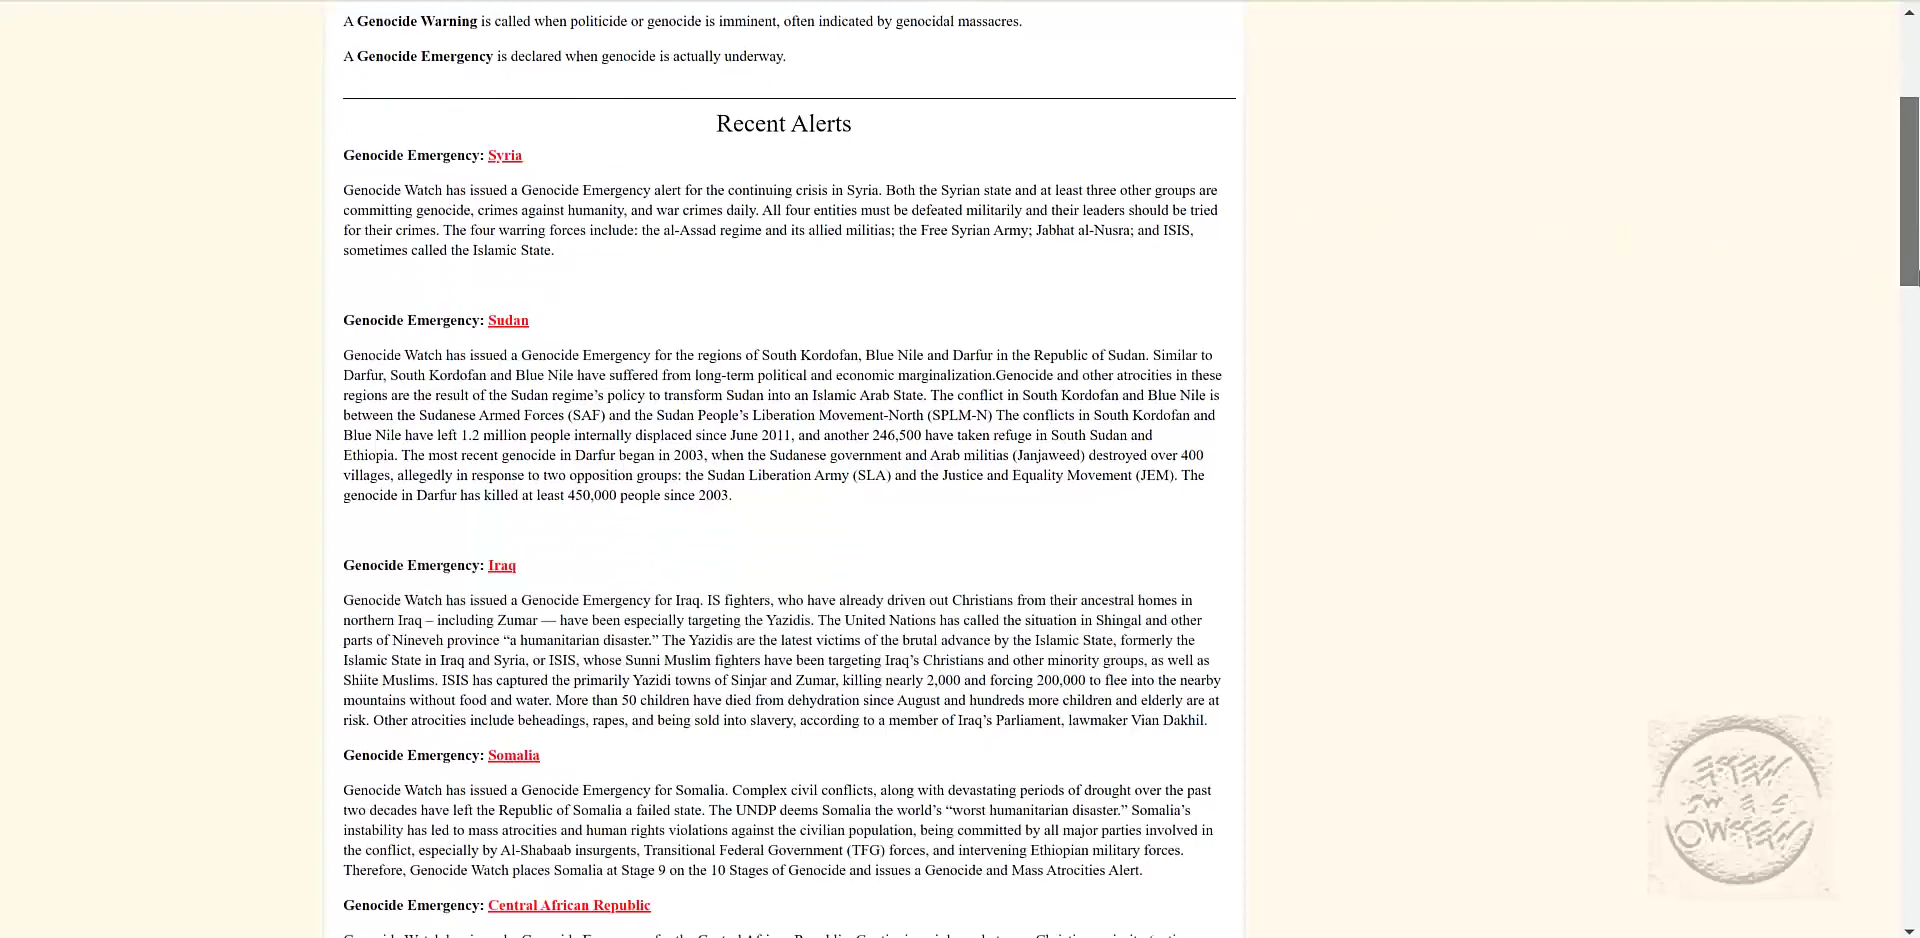 A Genocide Warning is called when politicide or genocide is imminent, often indicated by genocidal massacres.
A Genocide Emergency is declared when genocide is actually underway.
Recent Alerts
Genocide Emergency: Syria
Genocide Watch has issued a Genocide Emergency alert for the continuing crisis in Syria. Both the Syrian state and at least three other groups are
committing genocide, crimes against humanity, and war crimes daily. All four entities must be defeated militarily and their leaders should be tried
for their crimes. The four warring forces include: the al-Assad regime and its allied militias; the Free Syrian Army; Jabhat al-Nusra; and ISIS,
sometimes called the Islamic State.
Genocide Emergency: Sudan
Genocide Watch has issued a Genocide Emergency for the regions of South Kordofan, Blue Nile and Darfur in the Republic of Sudan. Similar to
Darfur, South Kordofan and Blue Nile have suffered from long-term political and economic marginalization.Genocide and other atrocities in these
regions are the result of the Sudan regime’s policy to transform Sudan into an Islamic Arab State. The conflict in South Kordofan and Blue Nile is
between the Sudanese Armed Forces (SAF) and the Sudan People’s Liberation Movement-North (SPLM-N) The conflicts in South Kordofan and
Blue Nile have left 1.2 million people internally displaced since June 2011, and another 246,500 have taken refuge in South Sudan and
Ethiopia. The most recent genocide in Darfur began in 2003, when the Sudanese government and Arab militias (Janjaweed) destroyed over 400
villages, allegedly in response to two opposition groups: the Sudan Liberation Army (SLA) and the Justice and Equality Movement (JEM). The
genocide in Darfur has killed at least 450,000 people since 2003.
Genocide Emergency: Iraq
Genocide Watch has issued a Genocide Emergency for Iraq. IS fighters, who have already driven out Christians from their ancestral homes in
northern Iraq – including Zumar — have been especially targeting the Yazidis. The United Nations has called the situation in Shingal and other
parts of Nineveh province “a humanitarian disaster.” The Yazidis are the latest victims of the brutal advance by the Islamic State, formerly the
Islamic State in Iraq and Syria, or ISIS, whose Sunni Muslim fighters have been targeting Iraq’s Christians and other minority groups, as well as
Shiite Muslims. ISIS has captured the primarily Yazidi towns of Sinjar and Zumar, killing nearly 2,000 and forcing 200,000 to flee into the nearby
mountains without food and water. More than 50 children have died from dehydration since August and hundreds more children and elderly are at
risk. Other atrocities include beheadings, rapes, and being sold into slavery, according to a member of Iraq’s Parliament, lawmaker Vian Dakhil.
Genocide Emergency: Somalia
Genocide Watch has issued a Genocide Emergency for Somalia. Complex civil conflicts, along with devastating periods of drought over the past
two decades have left the Republic of Somalia a failed state. The UNDP deems Somalia the world’s “worst humanitarian disaster.” Somalia’s
instability has led to mass atrocities and human rights violations against the civilian population, being committed by all major parties involved in
the conflict, especially by Al-Shabaab insurgents, Transitional Federal Government (TFG) forces, and intervening Ethiopian military forces.
Therefore, Genocide Watch places Somalia at Stage 9 on the 10 Stages of Genocide and issues a Genocide and Mass Atrocities Alert.
Genocide Emergency: Central African Republic